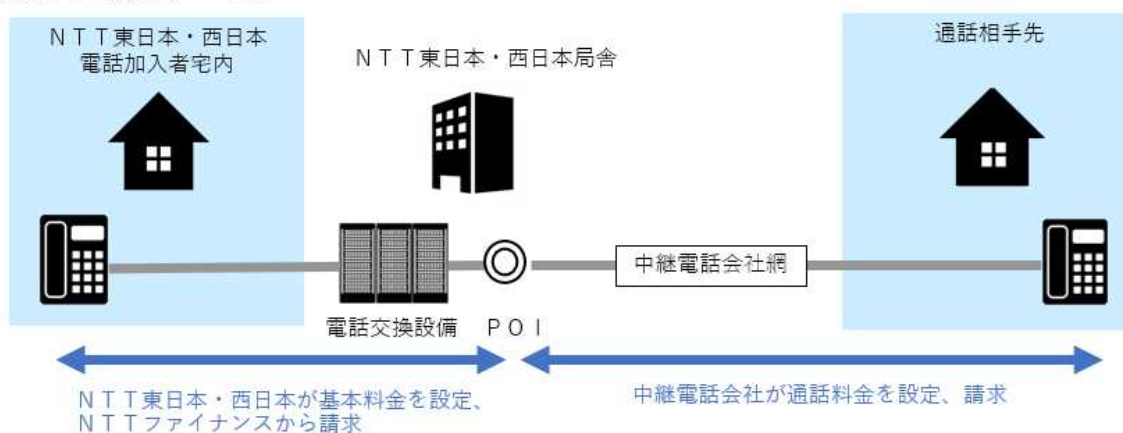 ＮＴＴ東日本・西日本
電話加入者宅内
ＮＴＴ東日本・西日本局舎
通話相手先
中継電話会社網
電話交換設備
ＰＯＩ
ＮＴＴ東日本・西日本が基本料金を設定、
ＮＴＴファイナンスから請求
中継電話会社が通話料金を設定、請求